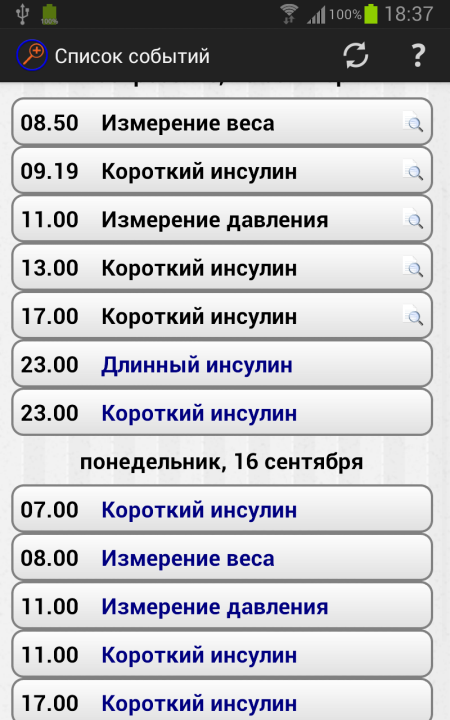 100% 100% 18:37
Список событий ?
08.50 Измерение веса
09.19 Короткий инсулин
11.00 Измерение давления
13.00 Короткий инсулин
17.00 Короткий инсулин
23.00 Длинный инсулин
23.00 Короткий инсулин
понедельник, 16 сентября
07.00 Короткий инсулин
08.00 Измерение веса
11.00 Измерение давления
11.00 Короткий инсулин
17.00 Короткий инсулин